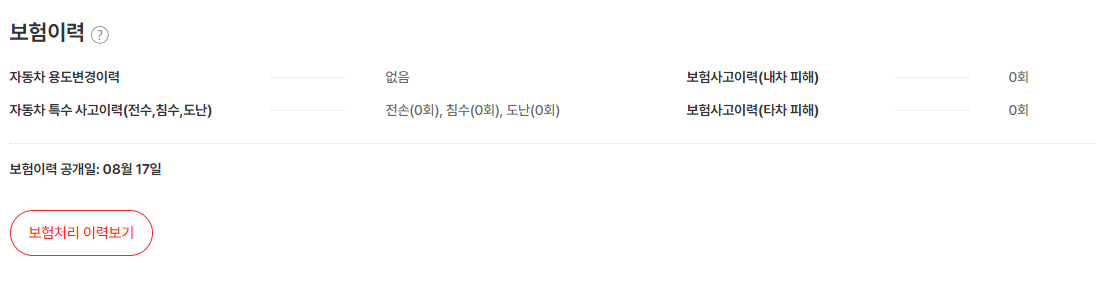 보험이력 ?
자동차 용도변경이력 없음 보험사고이력(내차 피해) 0회
자동차 특수 사고이력(전수,침수,도난) 전손(0회), 침수(0회), 도난(0회) 보험사고이력(타차 피해) 0회
보험이력 공개일: 08월 17일
보험처리 이력보기